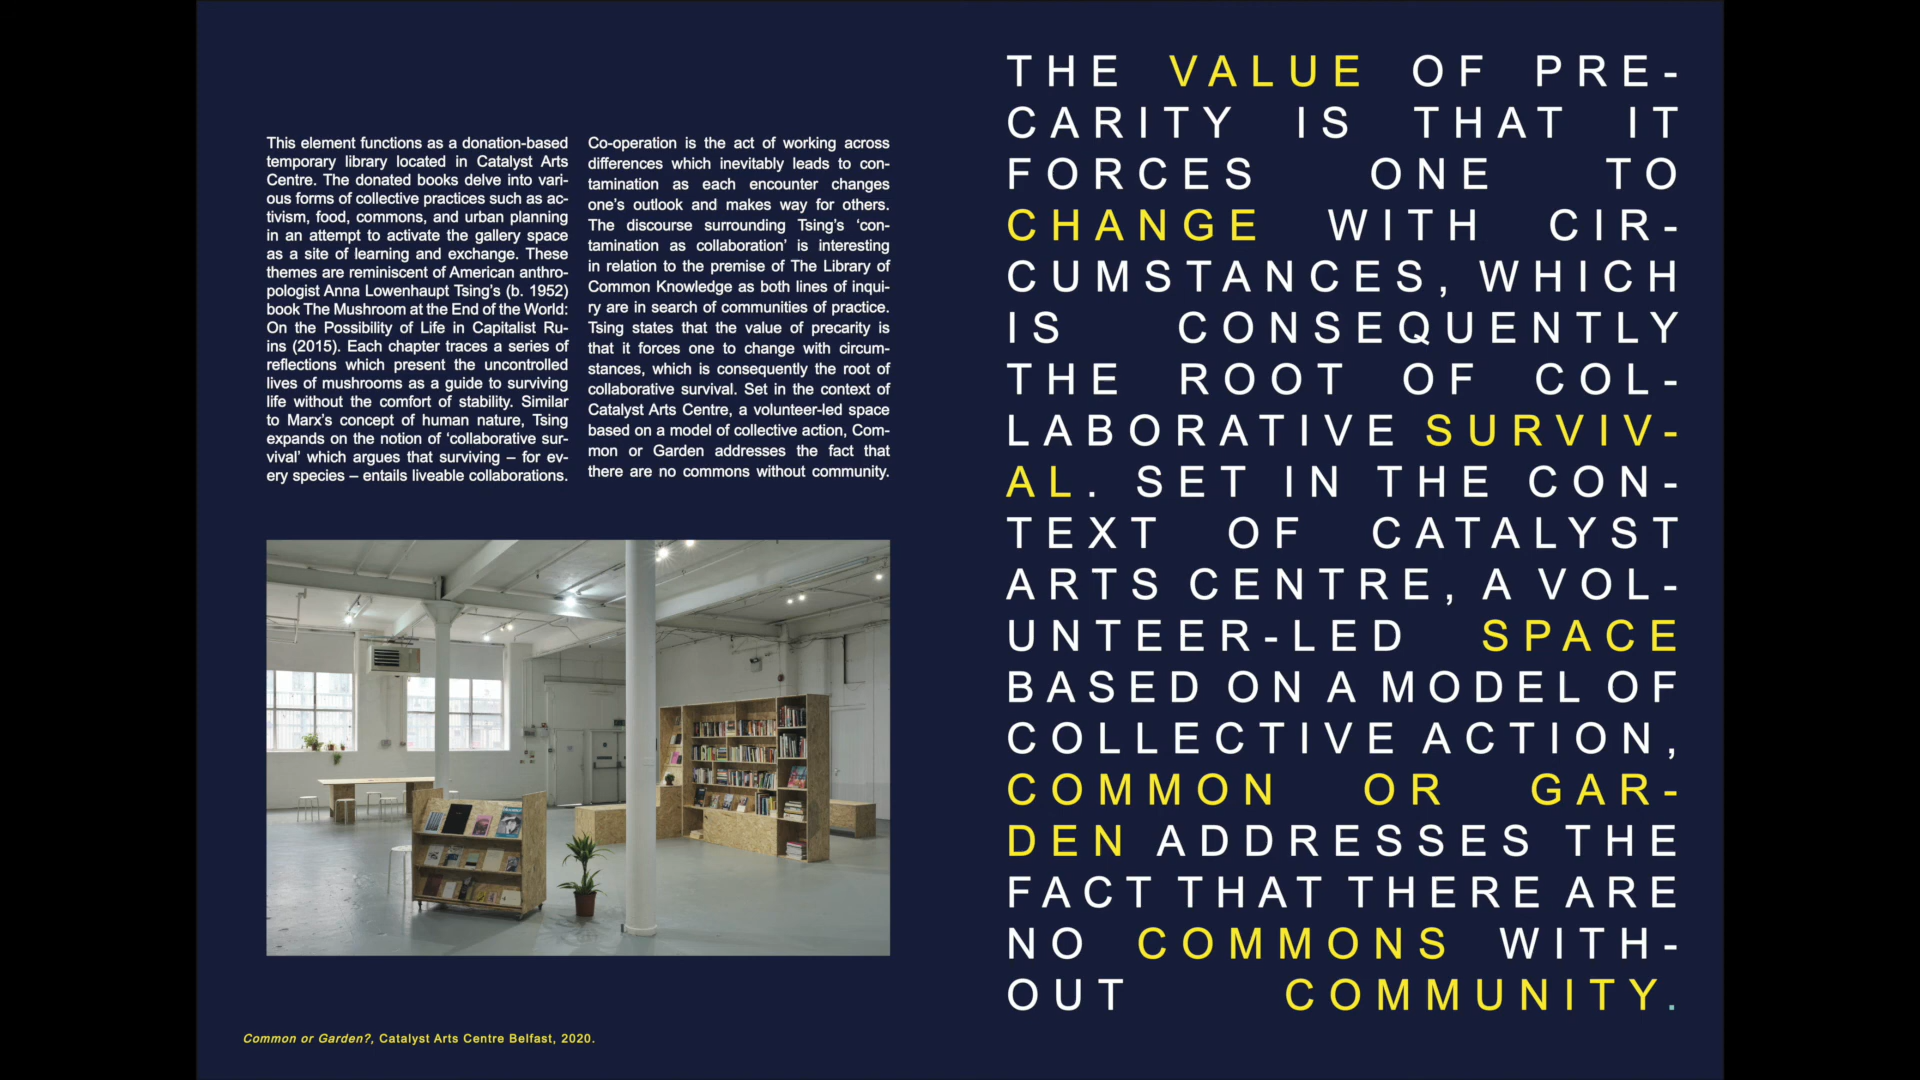 This element functions as a donation-based
temporary library located in Catalyst Arts
Centre. The donated books delve into vari-
ous forms of collective practices such as ac-
tivism, food, commons, and urban planning
in an attempt to activate the gallery space
as a site of learning and exchange. These
themes are reminiscent of American anthro-
pologist Anna Lowenhaupt Tsing’s (b. 1952)
book The Mushroom at the End of the World:
On the Possibility of Life in Capitalist Ru-
ins (2015). Each chapter traces a series of
reflections which present the uncontrolled
lives of mushrooms as a guide to surviving
life without the comfort of stability. Similar
to Marx’s concept of human nature, Tsing
expands on the notion of ‘collaborative sur-
vival’ which argues that surviving – for ev-
ery species – entails liveable collaborations.
Co-operation is the act of working across
differences which inevitably leads to con-
tamination as each encounter changes
one’s outlook and makes way for others.
The discourse surrounding Tsing’s ‘con-
tamination as collaboration’ is interesting
in relation to the premise of The Library of
Common Knowledge as both lines of inqui-
ry are in search of communities of practice.
Tsing states that the value of precarity is
that it forces one to change with circum-
stances, which is consequently the root of
collaborative survival. Set in the context of
Catalyst Arts Centre, a volunteer-led space
based on a model of collective action, Com-
mon or Garden addresses the fact that
there are no commons without community.
Common or Garden?, Catalyst Arts Centre Belfast, 2020.
THE VALUE OF PRE-
CARITY IS THAT IT
FORCES ONE TO
CHANGE WITH CIR-
CUMSTANCES, WHICH
IS CONSEQUENTLY
THE ROOT OF COL-
LABORATIVE SURVIV-
AL. SET IN THE CON-
TEXT OF CATALYST
ARTS CENTRE, A VOL-
UNTEER-LED SPACE
BASED ON A MODEL OF
COLLECTIVE ACTION,
COMMON OR GAR-
DEN ADDRESSES THE
FACT THAT THERE ARE
NO COMMONS WITH-
OUT COMMUNITY.